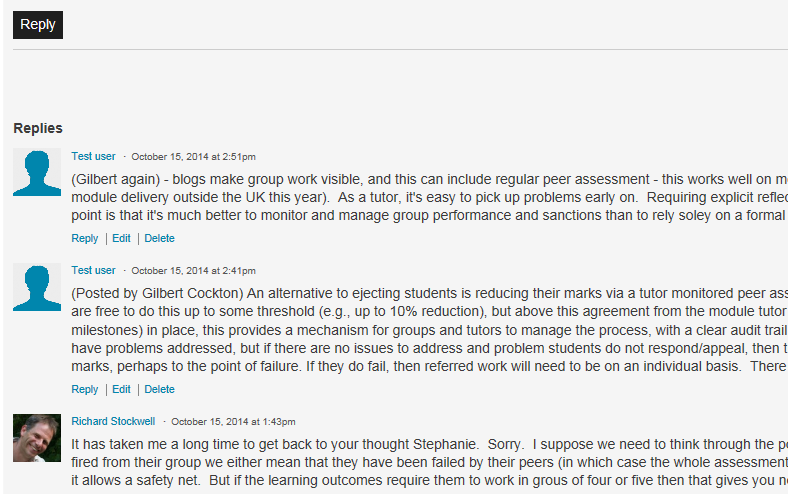 Reply
Replies
Test user · October 15, 2014 at 2:51pm
(Gilbert again) - blogs make group work visible, and this can include regular peer assessment - this works well on
module delivery outside the UK this year).  As a tutor, it's easy to pick up problems early on.  Requiring explicit
point is that it's much better to monitor and manage group performance and sanctions than to rely soley on a formal
Reply | Edit | Delete
Test user · October 15, 2014 at 2:41pm
(Posted by Gilbert Cockton) An alternative to ejecting students is reducing their marks via a tutor monitored peer
are free to do this up to some threshold (e.g., up to 10% reduction), but above this agreement from the module tutor
milestones) in place, this provides a mechanism for groups and tutors to manage the process, with a clear audit trail
have problems addressed, but if there are no issues to address and problem students do not respond/appeal, then
marks, perhaps to the point of failure. If they do fail, then referred work will need to be on an individual basis.  There
Reply | Edit | Delete
Richard Stockwell · October 15, 2014 at 1:43pm
It has taken me a long time to get back to your thought Stephanie.  Sorry.  I suppose we need to think through the
fired from their group we either mean that they have been failed by their peers (in which case the whole assessment
it allows a safety net.  But if the learning outcomes require them to work in grous of four or five then that gives you